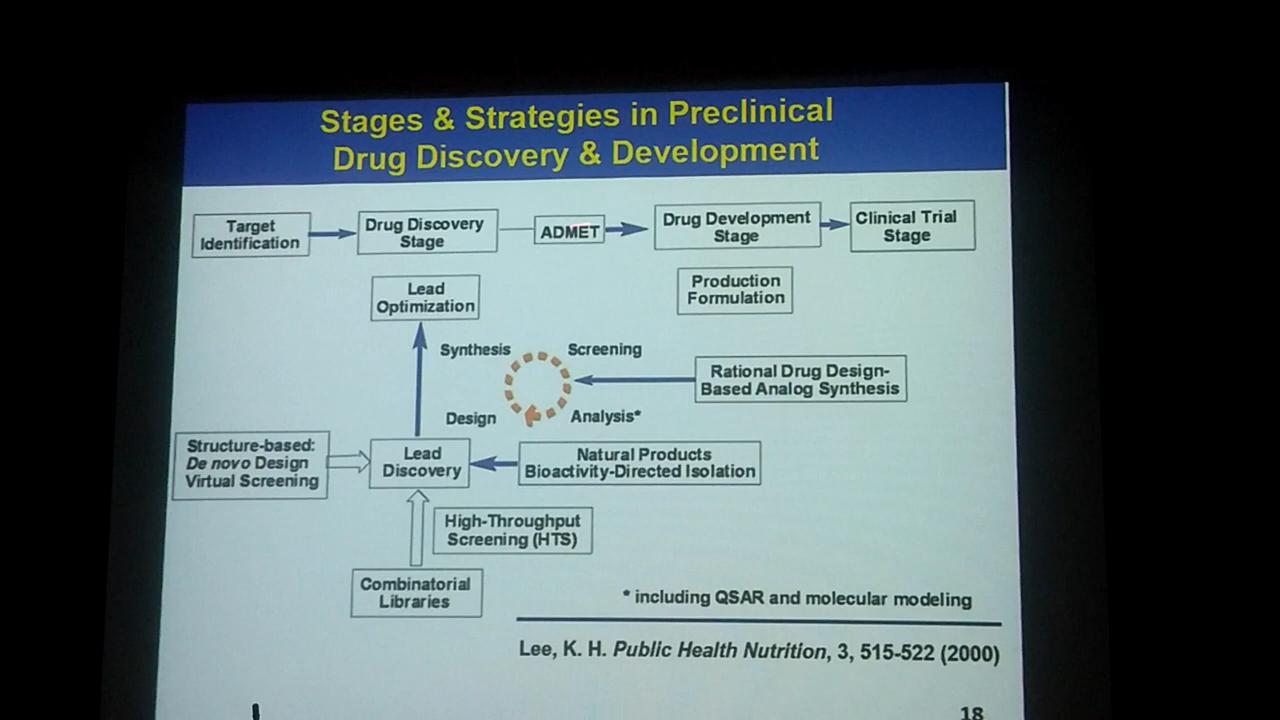 Stages & Strategies in Preclinical
Drug Discovery & Development
Target
Identification
Drug Discovery
Stage
ADMET
Drug Development
Stage
Clinical Trial
Stage
Lead
Optimization
Production
Formulation
Synthesis
Screening
Design
Analysis*
Rational Drug Design-
Based Analog Synthesis
Structure-based:
De novo Design
Virtual Screening
Lead
Discovery
Natural Products
Bioactivity-Directed Isolation
High-Throughput
Screening (HTS)
Combinatorial
Libraries
* including QSAR and molecular modeling
Lee, K. H. Public Health Nutrition, 3, 515-522 (2000)
18